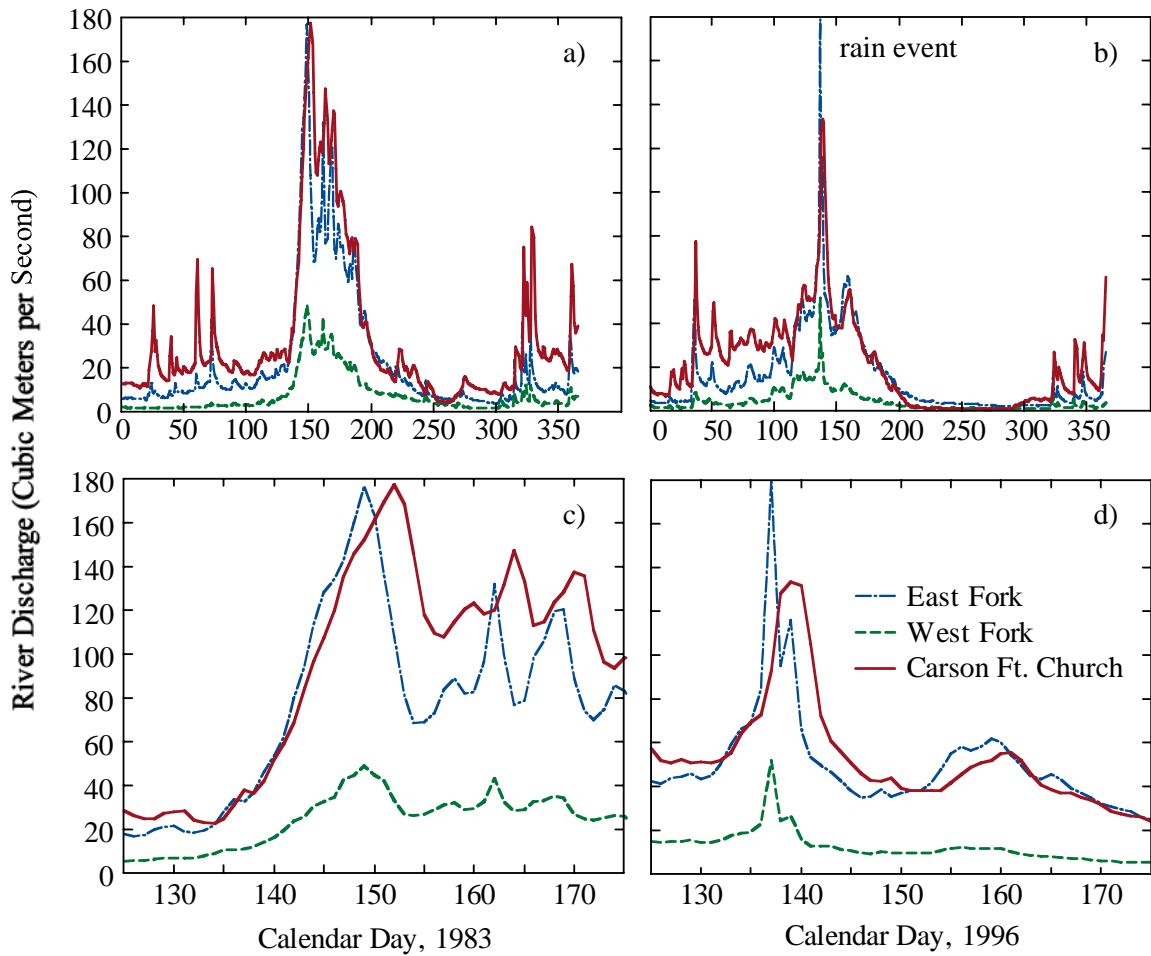 River Discharge (Cubic Meters per Second)
180
160
140
120
100
80
60
40
20
0
a)
0 50 100 150 200 250 300 350
rain event
b)
0 50 100 150 200 250 300 350
180
160
140
120
100
80
60
40
20
0
c)
130 140 150 160 170
Calendar Day, 1983
d)
East Fork
West Fork
Carson Ft. Church
130 140 150 160 170
Calendar Day, 1996